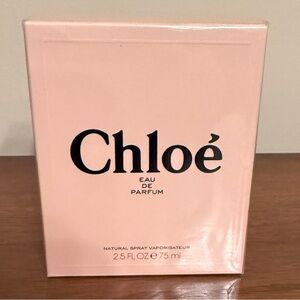 Chloé
EAU
DE
PARFUM
NATURAL SPRAY VAPORISATEUR
2.5 FL.OZ ℮ 75 ml